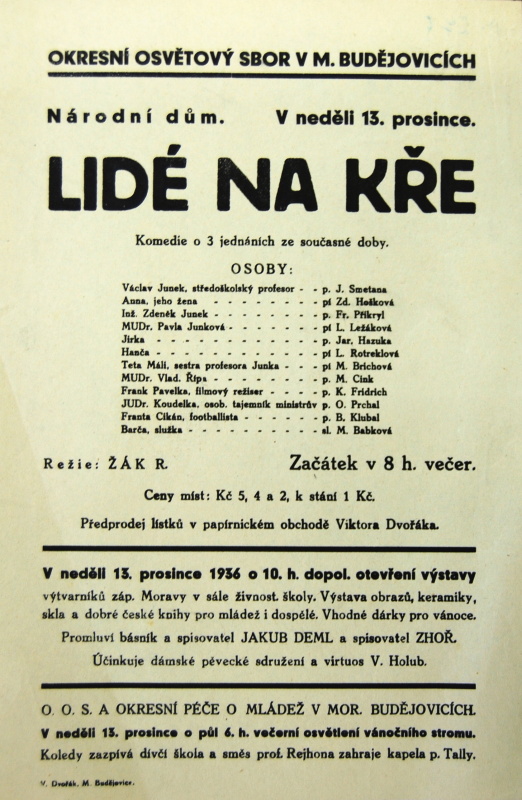 OKRESNÍ OSVĚTOVÝ SBOR V M. BUDĚJOVICÍCH
Národní dům. V neděli 13. prosince.
LIDÉ NA KŘE
Komedie o 3 jednáních ze současné doby.
OSOBY:
Václav Junek, středoškolský profesor - - p. J. Smetana
Anna, jeho žena - - - - - - - - pí Zd. Hošková
Inž. Zdeněk Junek - - - - - - - p. Fr. Přikryl
MUDr. Pavla Junková - - - - - - pí L. Ležáková
Jirka - - - - - - - - - - - p. Jar. Hazuka
Hanča - - - - - - - - - - - pí L. Rotreklová
Teta Máli, sestra profesora Junka - - - pí M. Brichová
MUDr. Vlad. Řípa - - - - - - - p. M. Cink
Frank Pavelka, filmový režiser - - - - p. K. Fridrich
JUDr. Koudelka, osob. tajemník ministrův p. O. Prchal
Franta Cikán, footballista - - - - - p. B. Klubal
Barča, služka - - - - - - - - - sl. M. Babková
Režie: ŽÁK R. Začátek v 8 h. večer.
Ceny míst: Kč 5, 4 a 2, k stání 1 Kč.
Předprodej lístků v papírnickém obchodě Viktora Dvořáka.
V neděli 13. prosince 1936 o 10. h. dopol. otevření výstavy
výtvarníků záp. Moravy v sále živnost. školy. Výstava obrazů, keramiky,
skla a dobré české knihy pro mládež i dospělé. Vhodné dárky pro vánoce.
Promluví básník a spisovatel JAKUB DEML a spisovatel ZHOŘ.
Účinkuje dámské pěvecké sdružení a virtuos V. Holub.
O. O. S. A OKRESNÍ PÉČE O MLÁDEŽ V MOR. BUDĚJOVICÍCH.
V neděli 13. prosince o půl 6. h. večerní osvětlení vánočního stromu.
Koledy zazpívá dívčí škola a směs prof. Rejhona zahraje kapela p. Tally.
V. Dvořák, M. Budějovice.